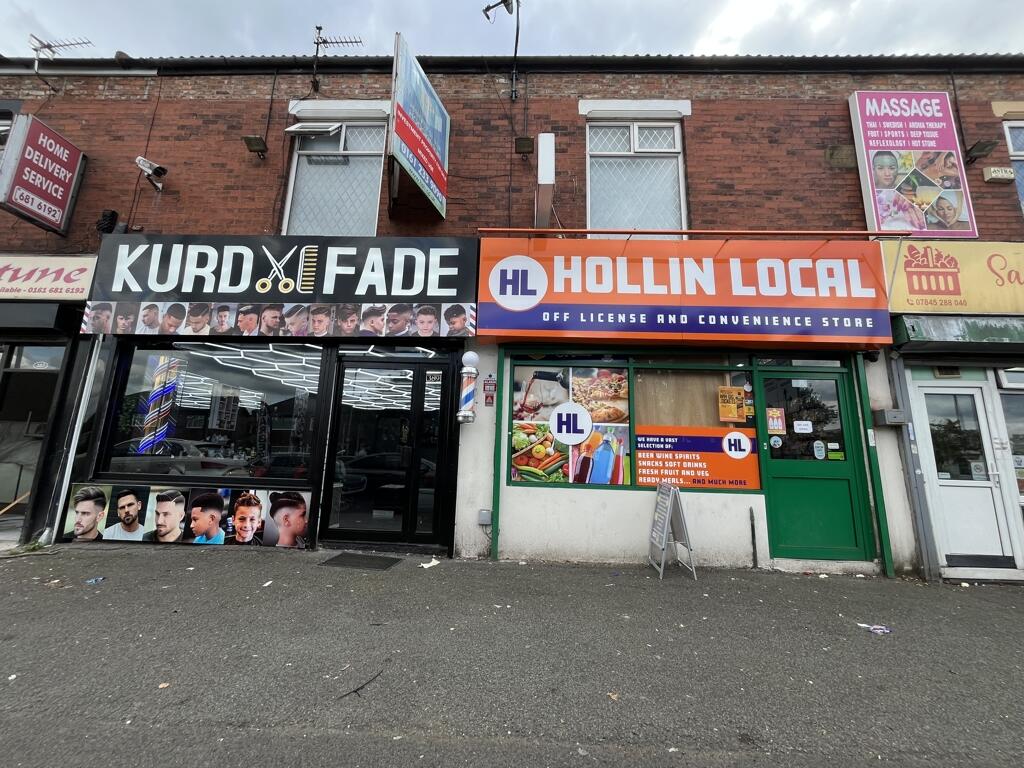 HOME
DELIVERY
SERVICE
681 6192
MASSAGE
THAI | SWEDISH | AROMA THERAPY
FOOT | SPORTS | DEEP TISSUE
REFLEXOLOGY | HOT STONE
tune
ilable - 0161 681 6192
KURD FADE
HL HOLLIN LOCAL
OFF LICENSE AND CONVENIENCE STORE
Sa
07845 288 040
HL
HL
WE HAVE A VAST
SELECTION OF:
BEER WINE SPIRITS
SNACKS SOFT DRINKS
FRESH FRUIT AND VEG
READY MEALS... AND MUCH MORE